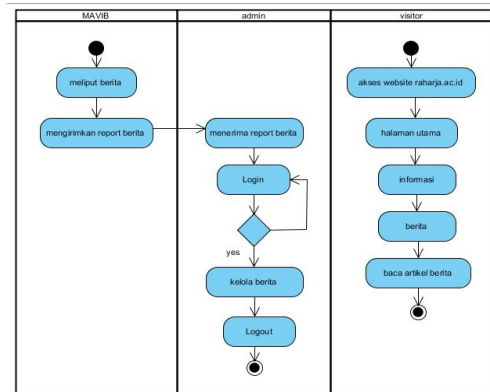 MAVIB
admin
visitor
meliput berita
mengirimkan report berita
menerima report berita
Login
yes
kelola berita
Logout
akses website raharja.ac.id
halaman utama
informasi
berita
baca artikel berita